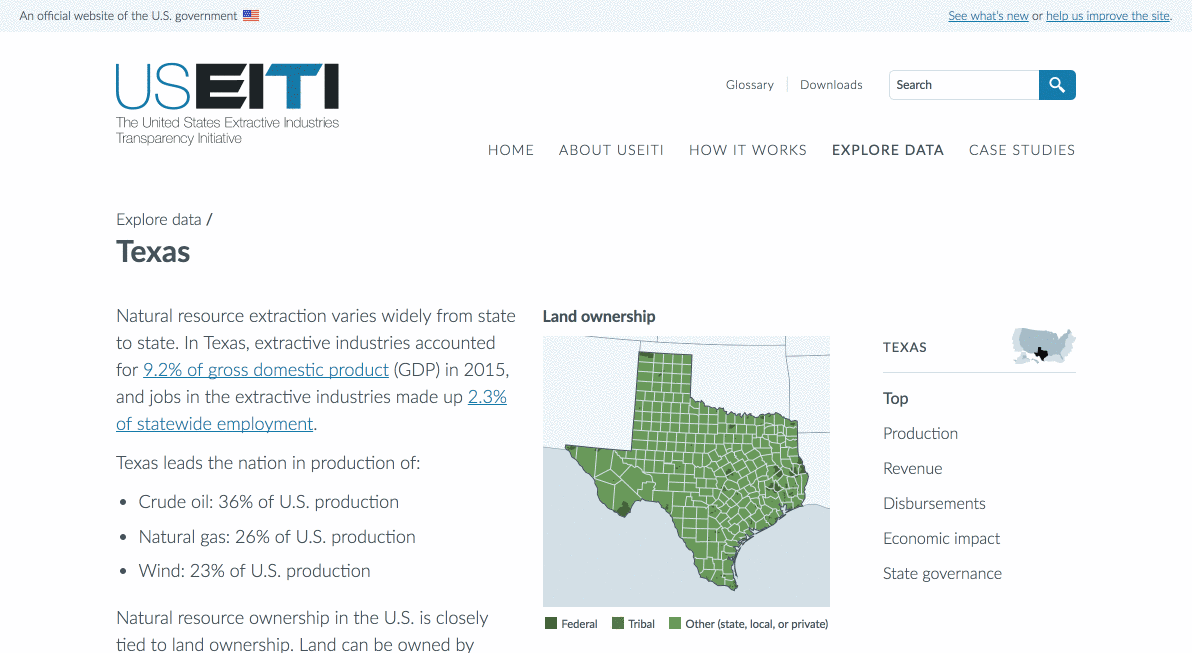 An official website of the U.S. government
See what's new or help us improve the site.
USEITI
The United States Extractive Industries
Transparency Initiative
Glossary
Downloads
Search
HOME
ABOUT USEITI
HOW IT WORKS
EXPLORE DATA
CASE STUDIES
Explore data /
Texas
Natural resource extraction varies widely from state
to state. In Texas, extractive industries accounted
for 9.2% of gross domestic product (GDP) in 2015,
and jobs in the extractive industries made up 2.3%
of statewide employment.
Texas leads the nation in production of:
• Crude oil: 36% of U.S. production
• Natural gas: 26% of U.S. production
• Wind: 23% of U.S. production
Natural resource ownership in the U.S. is closely
tied to land ownership. Land can be owned by
Land ownership
Federal
Tribal
Other (state, local, or private)
TEXAS
Top
Production
Revenue
Disbursements
Economic impact
State governance